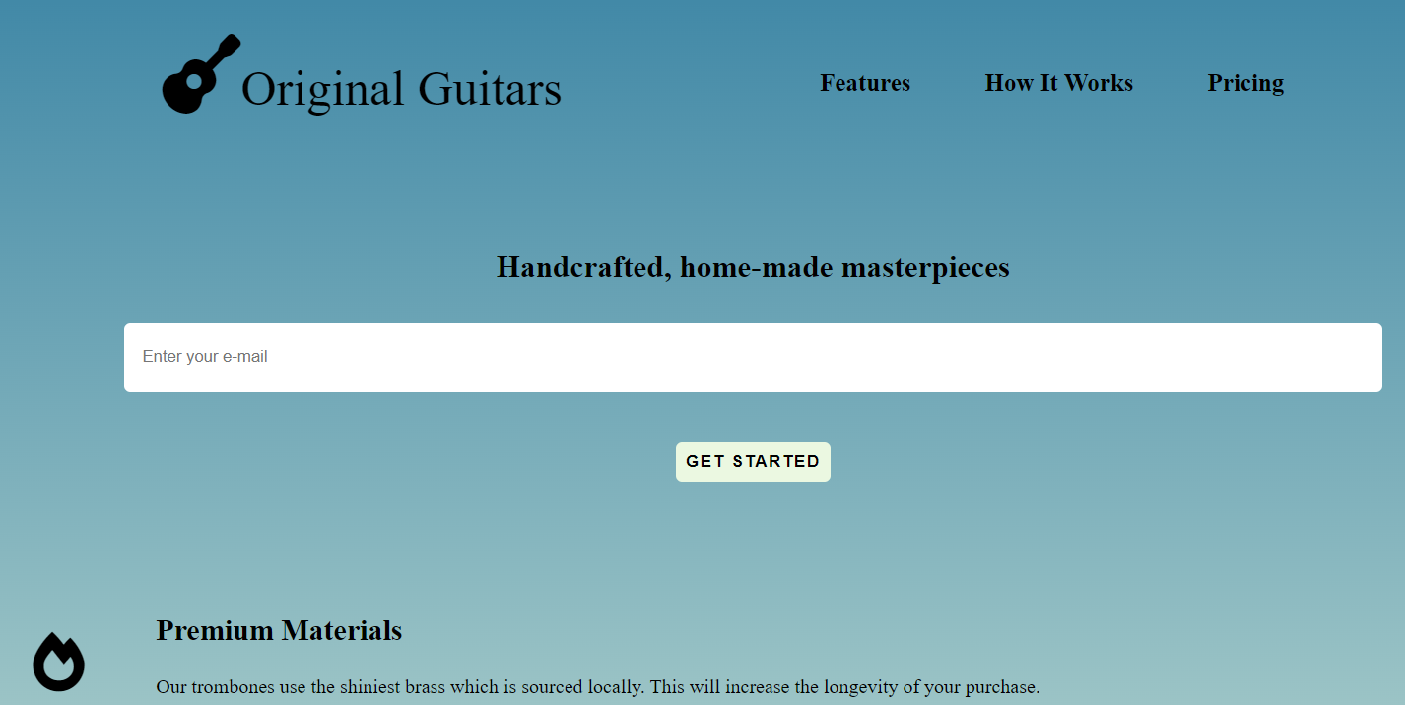 Original Guitars
Features How It Works Pricing
Handcrafted, home-made masterpieces
Enter your e-mail
GET STARTED
Premium Materials
Our trombones use the shiniest brass which is sourced locally. This will increase the longevity of your purchase.